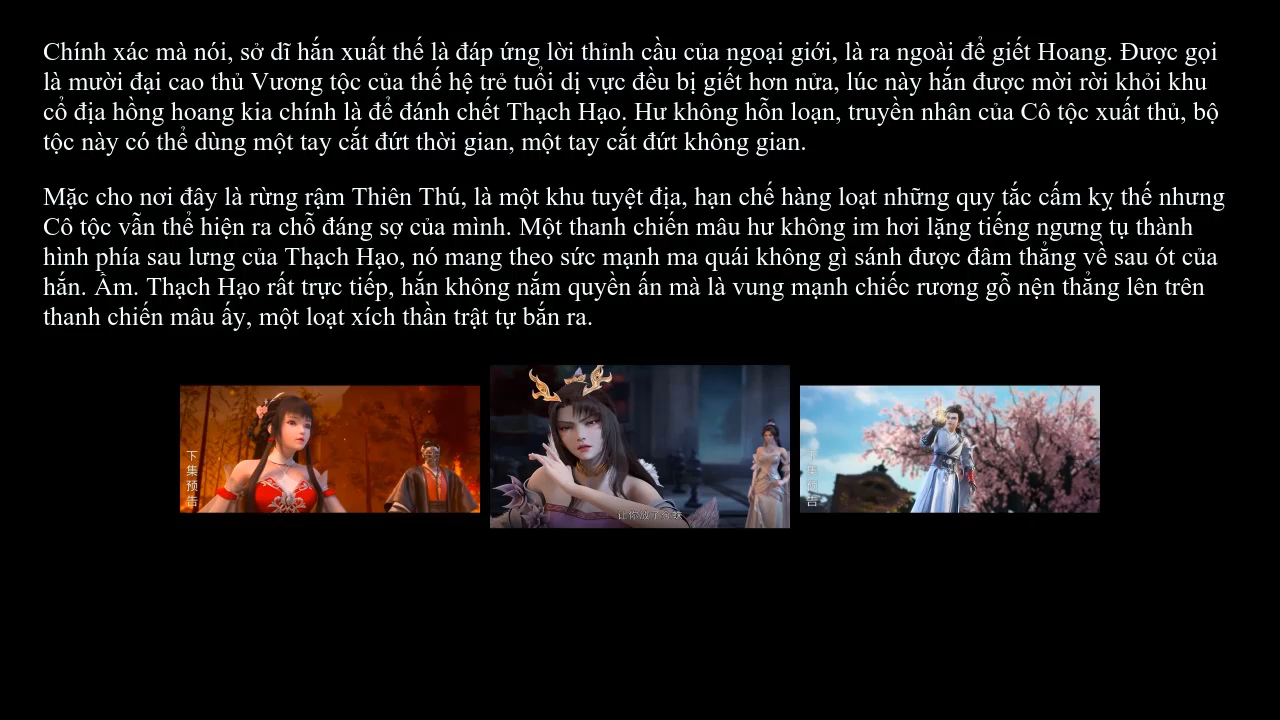 Chính xác mà nói, sở dĩ hắn xuất thế là đáp ứng lời thỉnh cầu của ngoại giới, là ra ngoài để giết Hoang. Được gọi
là mười đại cao thủ Vương tộc của thế hệ trẻ tuổi dị vực đều bị giết hơn nửa, lúc này hắn được mời rời khỏi khu
cổ địa hồng hoang kia chính là để đánh chết Thạch Hạo. Hư không hỗn loạn, truyền nhân của Cô tộc xuất thủ, bộ
tộc này có thể dùng một tay cắt đứt thời gian, một tay cắt đứt không gian.
Mặc cho nơi đây là rừng rậm Thiên Thú, là một khu tuyệt địa, hạn chế hàng loạt những quy tắc cấm kỵ thế nhưng
Cô tộc vẫn thể hiện ra chỗ đáng sợ của mình. Một thanh chiến mâu hư không im hơi lặng tiếng ngưng tụ thành
hình phía sau lưng của Thạch Hạo, nó mang theo sức mạnh ma quái không gì sánh được đâm thẳng về sau ót của
hắn. Ầm. Thạch Hạo rất trực tiếp, hắn không nắm quyền ấn mà là vung mạnh chiếc rương gỗ nện thẳng lên trên
thanh chiến mâu ấy, một loạt xích thần trật tự bắn ra.
下集预告
下集预告